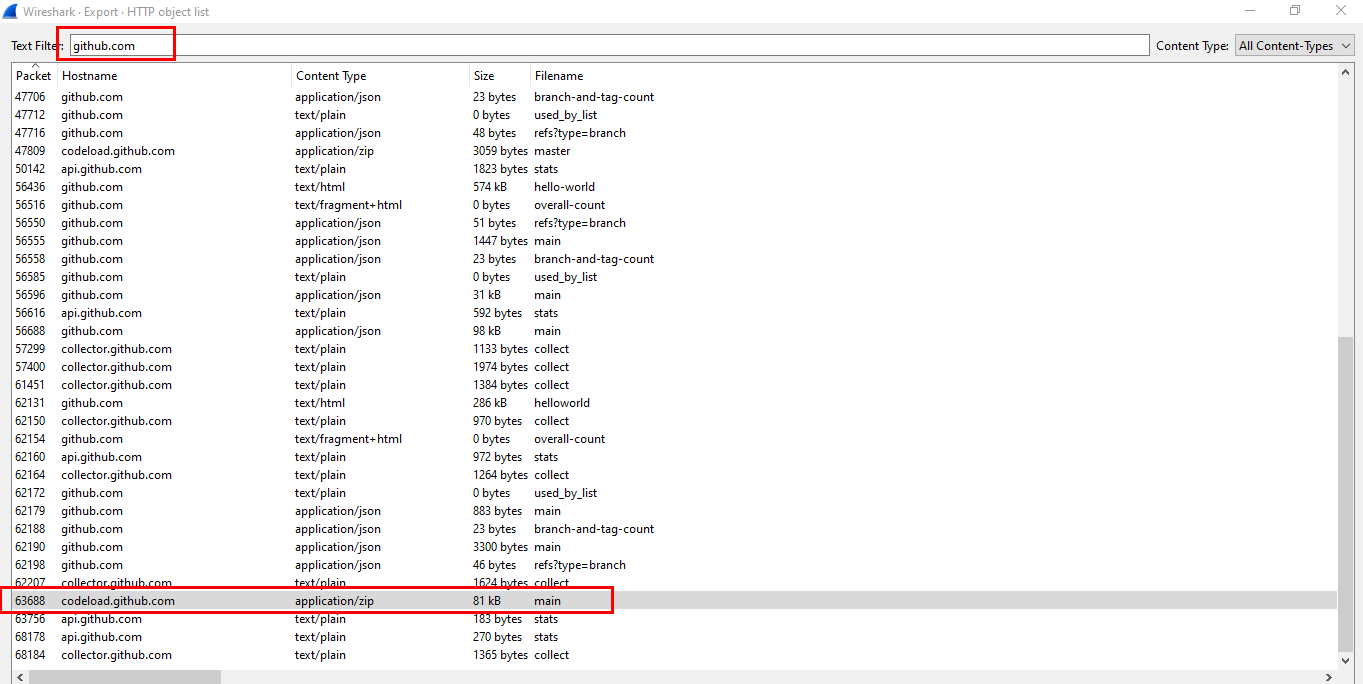 Wireshark · Export · HTTP object list
Text Filter: github.com Content Type: All Content-Types
Packet Hostname Content Type Size Filename
47706 github.com application/json 23 bytes branch-and-tag-count
47712 github.com text/plain 0 bytes used_by_list
47716 github.com application/json 48 bytes refs?type=branch
47809 codeload.github.com application/zip 3059 bytes master
50142 api.github.com text/plain 1823 bytes stats
56436 github.com text/html 574 kB hello-world
56516 github.com text/fragment+html 0 bytes overall-count
56550 github.com application/json 51 bytes refs?type=branch
56555 github.com application/json 1447 bytes main
56558 github.com application/json 23 bytes branch-and-tag-count
56585 github.com text/plain 0 bytes used_by_list
56596 github.com application/json 31 kB main
56616 api.github.com text/plain 592 bytes stats
56688 github.com application/json 98 kB main
57299 collector.github.com text/plain 1133 bytes collect
57400 collector.github.com text/plain 1974 bytes collect
61451 collector.github.com text/plain 1384 bytes collect
62131 github.com text/html 286 kB helloworld
62150 collector.github.com text/plain 970 bytes collect
62154 github.com text/fragment+html 0 bytes overall-count
62160 api.github.com text/plain 972 bytes stats
62164 collector.github.com text/plain 1264 bytes collect
62172 github.com text/plain 0 bytes used_by_list
62179 github.com application/json 883 bytes main
62188 github.com application/json 23 bytes branch-and-tag-count
62190 github.com application/json 3300 bytes main
62198 github.com application/json 46 bytes refs?type=branch
62207 collector.github.com text/plain 1624 bytes collect
63688 codeload.github.com application/zip 81 kB main
63756 api.github.com text/plain 183 bytes stats
68178 api.github.com text/plain 270 bytes stats
68184 collector.github.com text/plain 1365 bytes collect